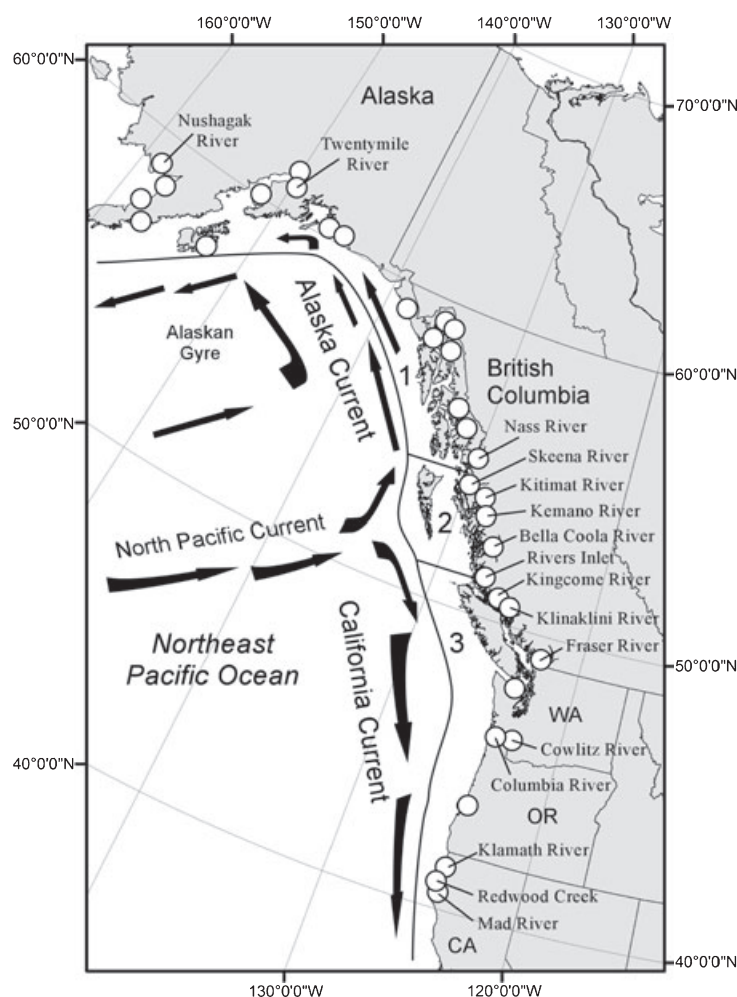 160°0'0"W
150°0'0"W
140°0'0"W
130°0'0"W
60°0'0"N
70°0'0"N
Alaska
Nushagak
River
Twentymile
River
Alaska Current
Alaskan
Gyre
1
British
Columbia
60°0'0"N
50°0'0"N
Nass River
Skeena River
Kitimat River
2
Kemano River
North Pacific Current
Bella Coola River
Rivers Inlet
Kingcome River
Klinaklini River
California Current
3
Northeast
Pacific Ocean
Fraser River
50°0'0"N
WA
40°0'0"N
Cowlitz River
Columbia River
OR
Klamath River
Redwood Creek
Mad River
CA
40°0'0"N
130°0'0"W
120°0'0"W